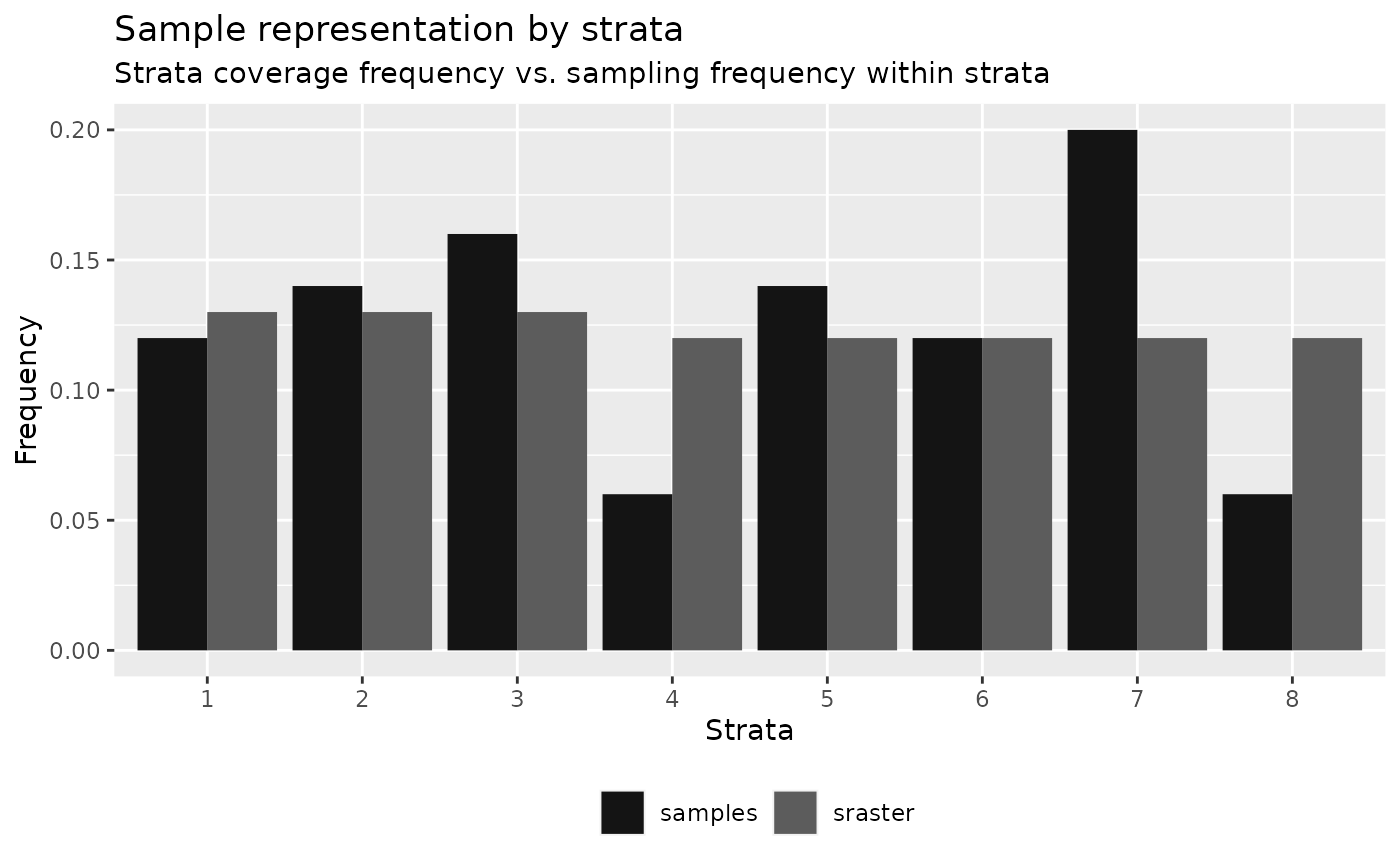 Sample representation by strata
Strata coverage frequency vs. sampling frequency within strata
Frequency
0.20
0.15
0.10
0.05
0.00
1 2 3 4 5 6 7 8
Strata
samples sraster